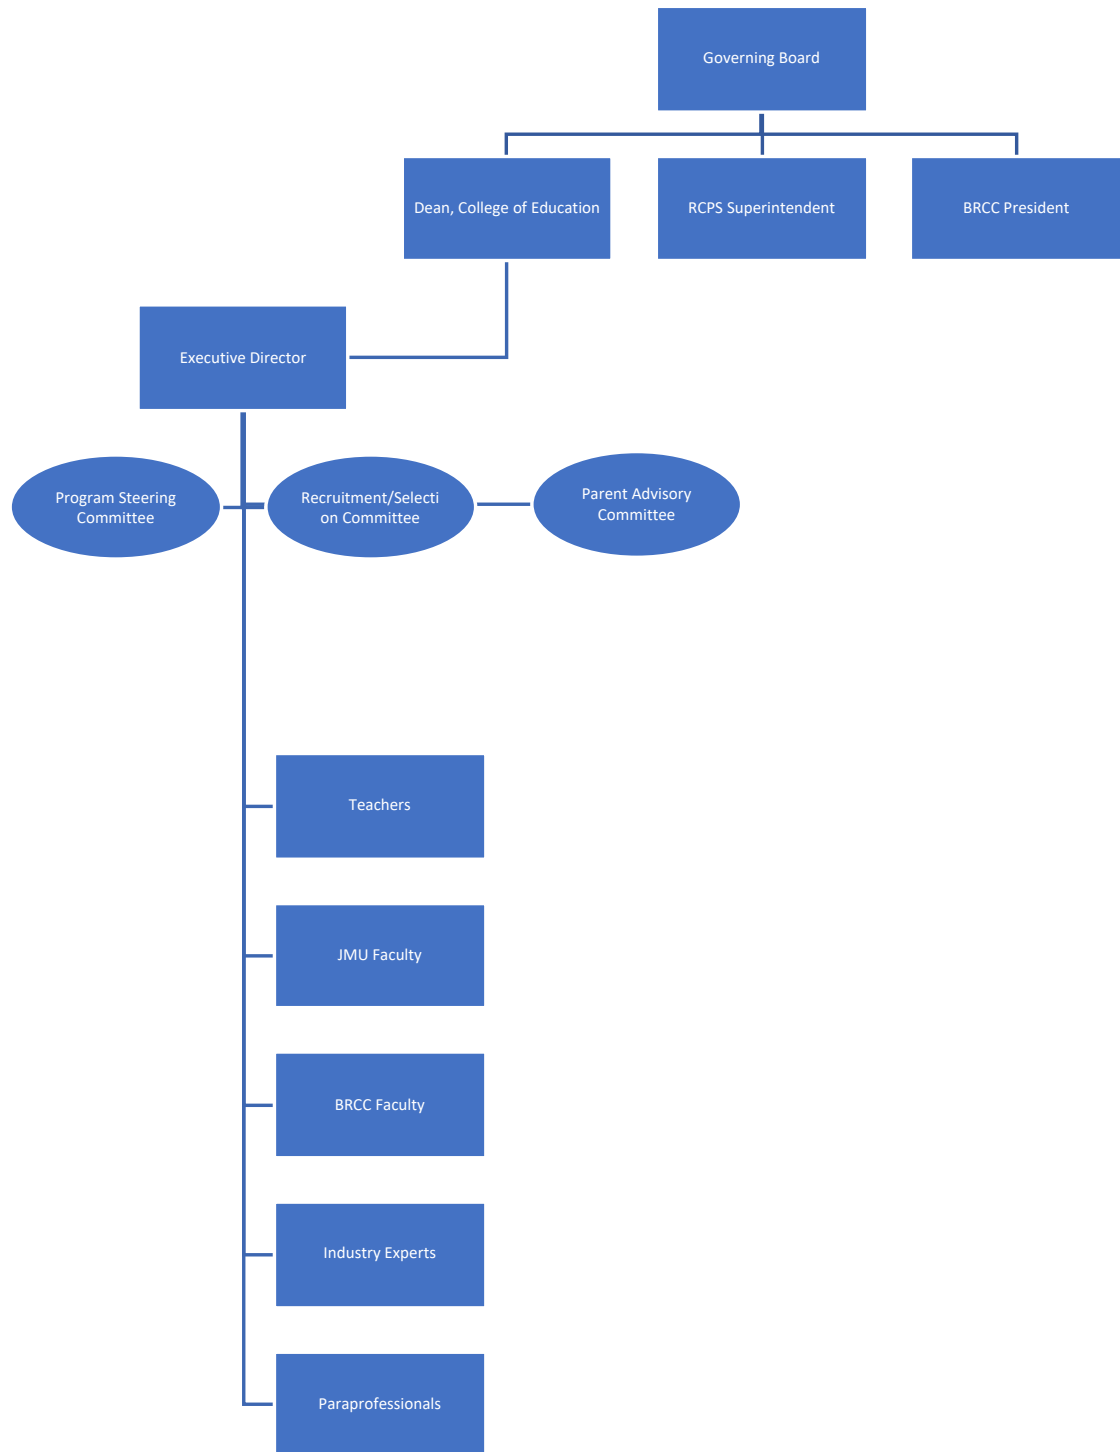 Governing Board
Dean, College of Education
RCPS Superintendent
BRCC President
Executive Director
Program Steering
Committee
Recruitment/Selecti
on Committee
Parent Advisory
Committee
Teachers
JMU Faculty
BRCC Faculty
Industry Experts
Paraprofessionals